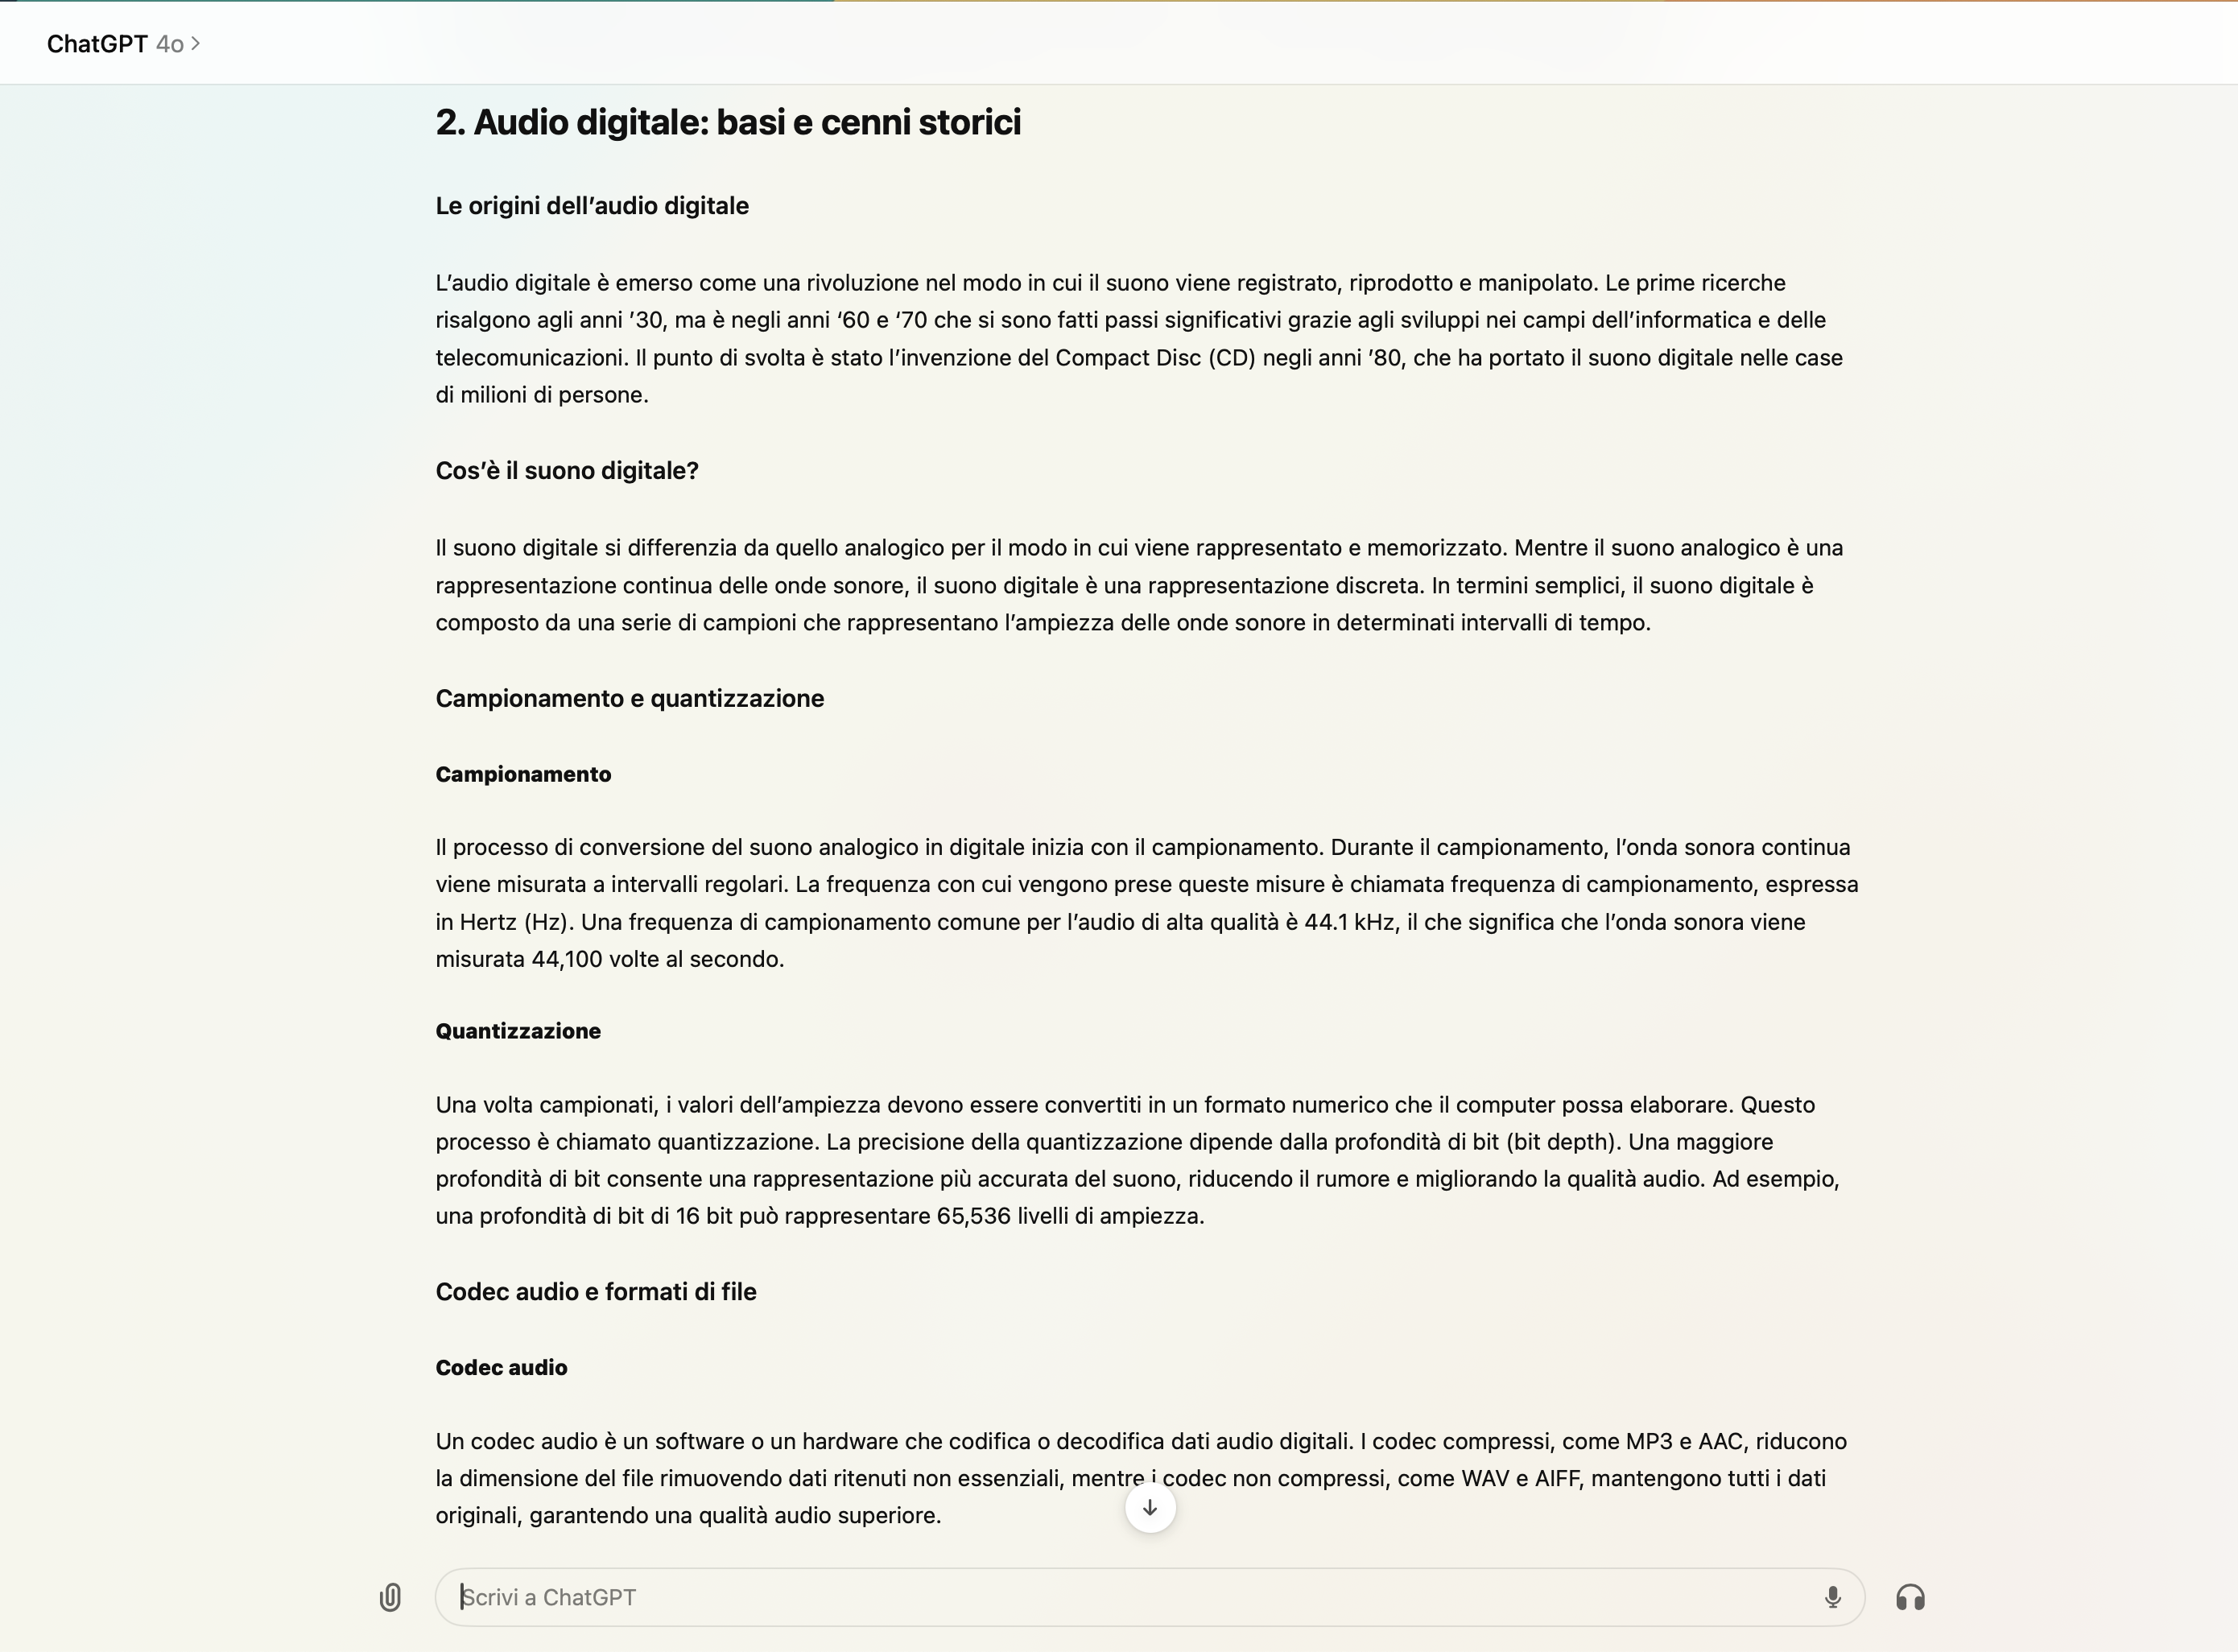 ChatGPT 4o
2. Audio digitale: basi e cenni storici
Le origini dell’audio digitale
L’audio digitale è emerso come una rivoluzione nel modo in cui il suono viene registrato, riprodotto e manipolato. Le prime ricerche
risalgono agli anni ’30, ma è negli anni ‘60 e ‘70 che si sono fatti passi significativi grazie agli sviluppi nei campi dell’informatica e delle
telecomunicazioni. Il punto di svolta è stato l’invenzione del Compact Disc (CD) negli anni ’80, che ha portato il suono digitale nelle case
di milioni di persone.
Cos’è il suono digitale?
Il suono digitale si differenzia da quello analogico per il modo in cui viene rappresentato e memorizzato. Mentre il suono analogico è una
rappresentazione continua delle onde sonore, il suono digitale è una rappresentazione discreta. In termini semplici, il suono digitale è
composto da una serie di campioni che rappresentano l’ampiezza delle onde sonore in determinati intervalli di tempo.
Campionamento e quantizzazione
Campionamento
Il processo di conversione del suono analogico in digitale inizia con il campionamento. Durante il campionamento, l’onda sonora continua
viene misurata a intervalli regolari. La frequenza con cui vengono prese queste misure è chiamata frequenza di campionamento, espressa
in Hertz (Hz). Una frequenza di campionamento comune per l’audio di alta qualità è 44.1 kHz, il che significa che l’onda sonora viene
misurata 44,100 volte al secondo.
Quantizzazione
Una volta campionati, i valori dell’ampiezza devono essere convertiti in un formato numerico che il computer possa elaborare. Questo
processo è chiamato quantizzazione. La precisione della quantizzazione dipende dalla profondità di bit (bit depth). Una maggiore
profondità di bit consente una rappresentazione più accurata del suono, riducendo il rumore e migliorando la qualità audio. Ad esempio,
una profondità di bit di 16 bit può rappresentare 65,536 livelli di ampiezza.
Codec audio e formati di file
Codec audio
Un codec audio è un software o un hardware che codifica o decodifica dati audio digitali. I codec compressi, come MP3 e AAC, riducono
la dimensione del file rimuovendo dati ritenuti non essenziali, mentre i codec non compressi, come WAV e AIFF, mantengono tutti i dati
originali, garantendo una qualità audio superiore.
Scrivi a ChatGPT